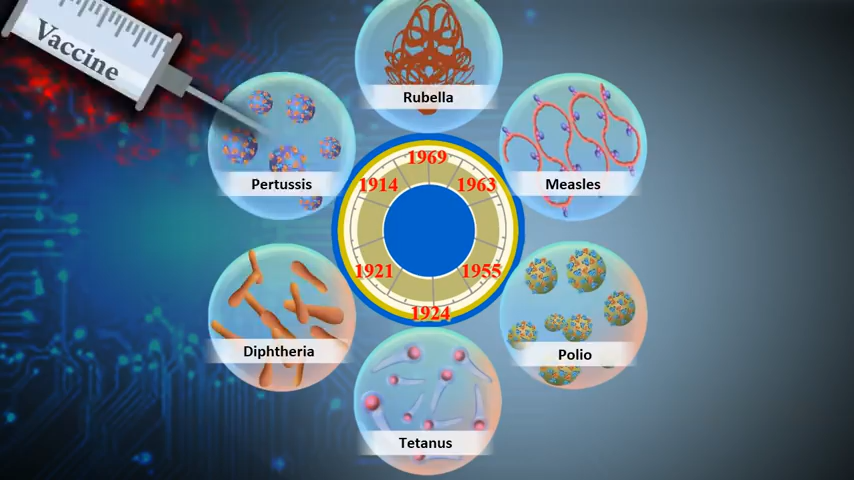 Vaccine
Rubella
Pertussis
Measles
1969
1914
1963
1921
1955
1924
Diphtheria
Polio
Tetanus